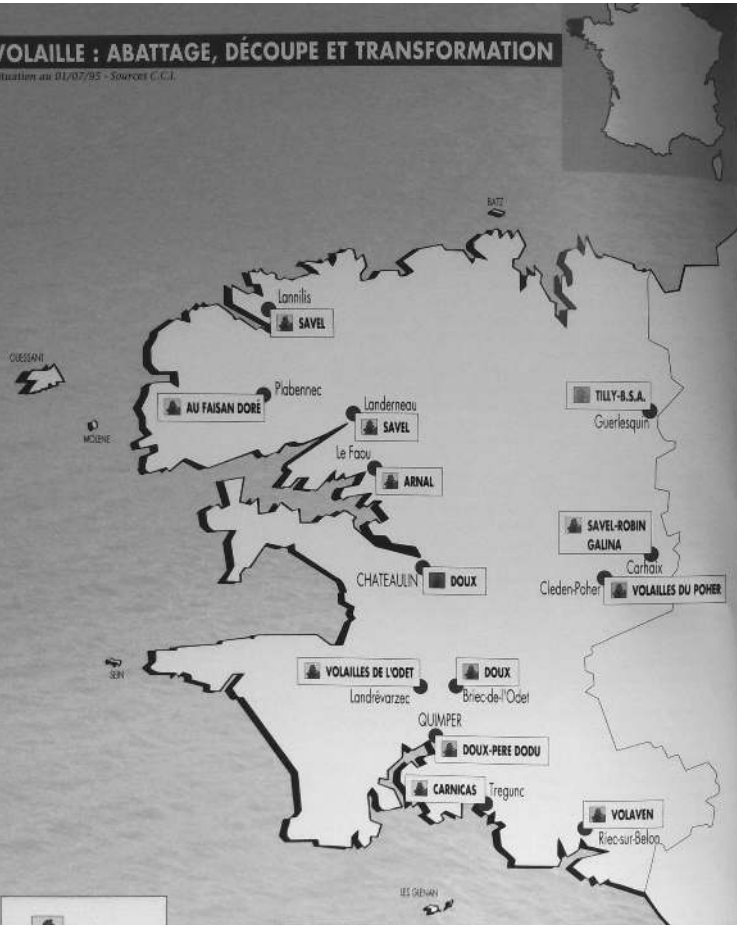 VOLAILLE : ABATTAGE, DÉCOUPE ET TRANSFORMATION
Situation au 01/07/95 - Sources C.C.I.
BATZ
Lannilis
SAVEL
OUESSANT
Plabennec
AU FAISAN DORÉ
MOLENE
Landerneau
SAVEL
TILLY-B.S.A.
Guerlesquin
Le Faou
ARNAL
SAVEL-ROBIN
GALINA
Carhaix
CHATEAULIN
DOUX
Cleden-Poher
VOLAILLES DU POHER
SEIN
VOLAILLES DE L'ODET
Landrévarzec
DOUX
Briec-de-l'Odet
QUIMPER
DOUX-PERE DODU
CARNICAS
Tregunc
VOLAVEN
Riec-sur-Belon
LES GLENAN